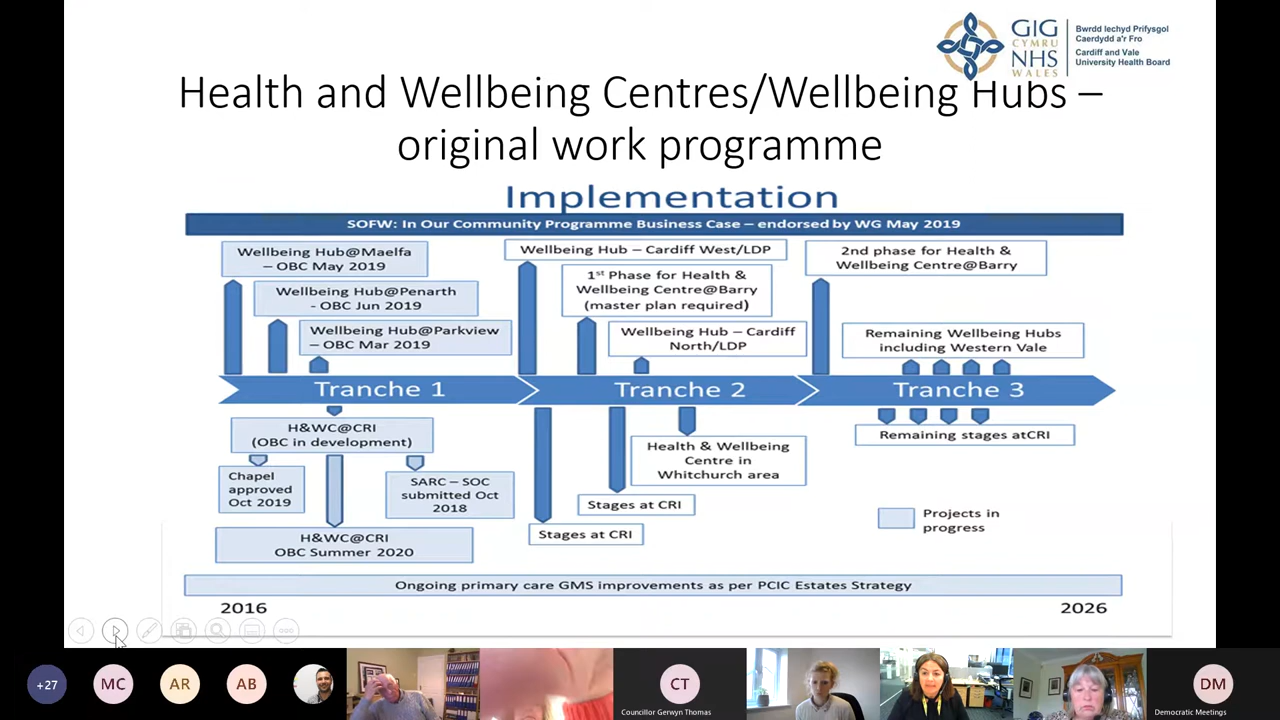 GIG
CYMRU
NHS
WALES
Bwrdd Iechyd Prifysgol
Caerdydd a'r Fro
Cardiff and Vale
University Health Board
Health and Wellbeing Centres/Wellbeing Hubs –
original work programme
Implementation
SOFW: In Our Community Programme Business Case – endorsed by WG May 2019
Wellbeing Hub@Maelfa
– OBC May 2019
Wellbeing Hub@Penarth
- OBC Jun 2019
Wellbeing Hub@Parkview
– OBC Mar 2019
Wellbeing Hub – Cardiff West/LDP
1st Phase for Health &
Wellbeing Centre@Barry
(master plan required)
Wellbeing Hub – Cardiff
North/LDP
2nd phase for Health &
Wellbeing Centre@Barry
Remaining Wellbeing Hubs
including Western Vale
Tranche 1
Tranche 2
Tranche 3
H&WC@CRI
(OBC in development)
Chapel
approved
Oct 2019
SARC – SOC
submitted Oct
2018
H&WC@CRI
OBC Summer 2020
Health & Wellbeing
Centre in
Whitchurch area
Stages at CRI
Stages at CRI
Remaining stages atCRI
Projects in
progress
Ongoing primary care GMS improvements as per PCIC Estates Strategy
2016
2026
+27
MC
AR
AB
CT
Councillor Gerwyn Thomas
DM
Democratic Meetings